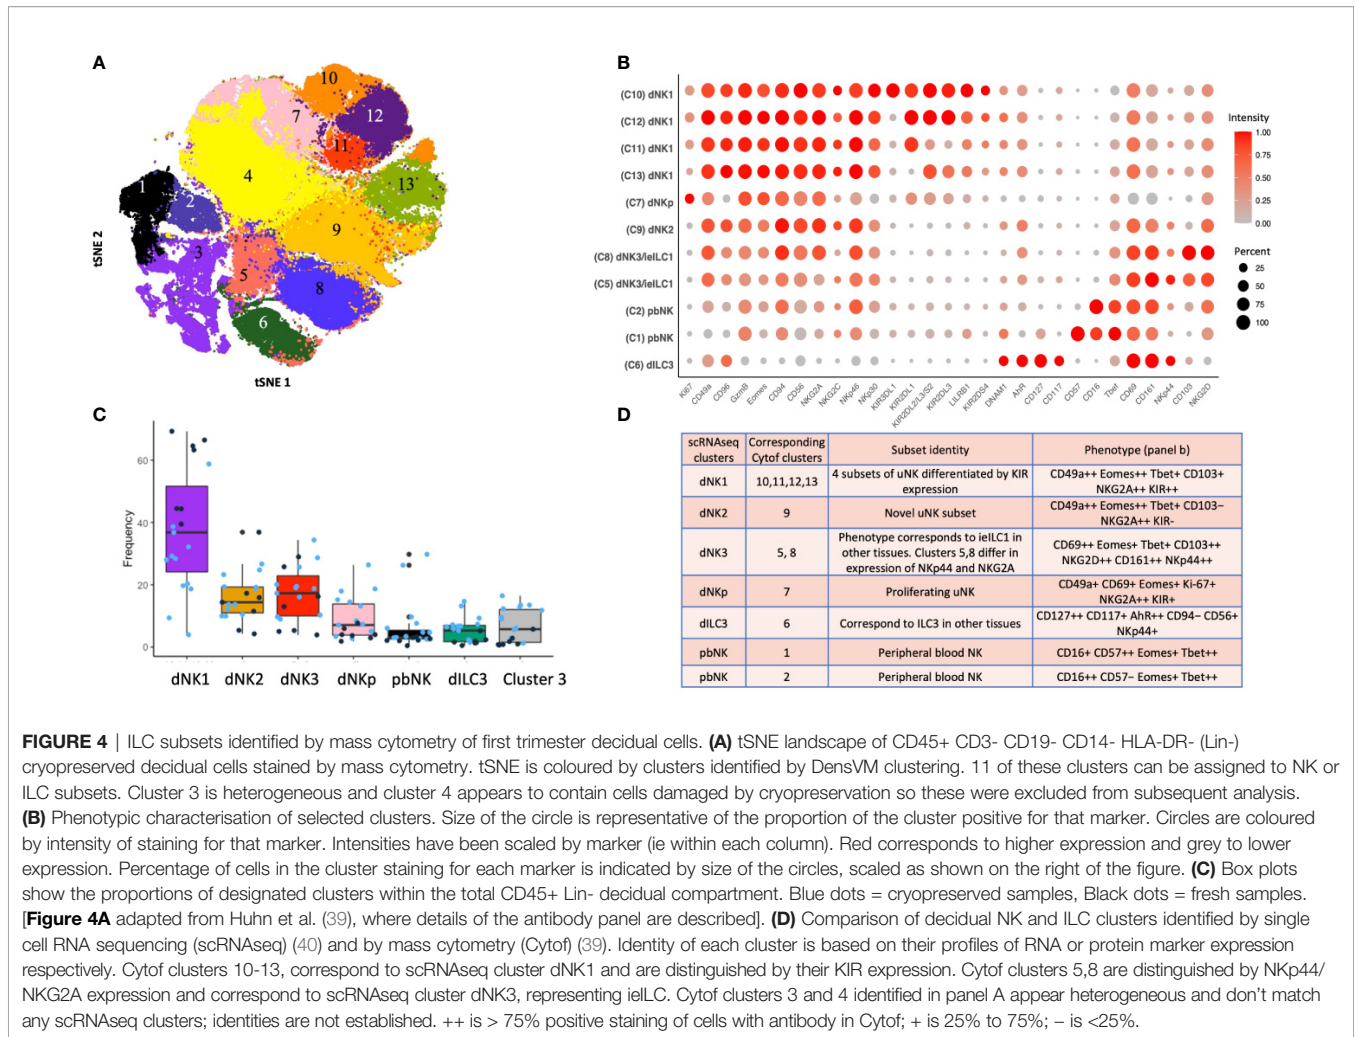 A
1
2
3
4
5
6
7
8
9
10
11
12
13
tSNE 2
tSNE 1
B
(C10) dNK1
(C12) dNK1
(C11) dNK1
(C13) dNK1
(C7) dNKp
(C9) dNK2
(C8) dNK3/ieILC1
(C5) dNK3/ieILC1
(C2) pbNK
(C1) pbNK
(C6) dILC3
Ki67
CD49a
CD96
GzmB
Eomes
CD94
CD56
NKG2A
NKG2C
NKp46
NKp30
KIR3DL1
KIR2DL1
KIR2DL2/L3/S2
KIR2DL3
LILRB1
KIR2DS4
DNAM1
AhR
CD127
CD117
CD57
CD16
Tbet
CD69
CD161
NKp44
CD103
NKG2D
Intensity
1.00
0.75
0.50
0.25
0.00
Percent
25
50
75
100
C
Frequency
60
40
20
0
dNK1 dNK2 dNK3 dNKp pbNK dILC3 Cluster 3
D
scRNAseq clusters | Corresponding Cytof clusters | Subset identity | Phenotype (panel b)
dNK1 | 10,11,12,13 | 4 subsets of uNK differentiated by KIR expression | CD49a++ Eomes++ Tbet+ CD103+ NKG2A++ KIR++
dNK2 | 9 | Novel uNK subset | CD49a++ Eomes++ Tbet+ CD103− NKG2A++ KIR-
dNK3 | 5, 8 | Phenotype corresponds to ieILC1 in other tissues. Clusters 5,8 differ in expression of NKp44 and NKG2A | CD69++ Eomes+ Tbet+ CD103++ NKG2D++ CD161++ NKp44++
dNKp | 7 | Proliferating uNK | CD49a+ CD69+ Eomes+ Ki-67+ NKG2A++ KIR+
dILC3 | 6 | Correspond to ILC3 in other tissues | CD127++ CD117+ AhR++ CD94− CD56+ NKp44+
pbNK | 1 | Peripheral blood NK | CD16+ CD57++ Eomes+ Tbet++
pbNK | 2 | Peripheral blood NK | CD16++ CD57− Eomes+ Tbet++
FIGURE 4 | ILC subsets identified by mass cytometry of first trimester decidual cells. (A) tSNE landscape of CD45+ CD3- CD19- CD14- HLA-DR- (Lin-)
cryopreserved decidual cells stained by mass cytometry. tSNE is coloured by clusters identified by DensVM clustering. 11 of these clusters can be assigned to NK or
ILC subsets. Cluster 3 is heterogeneous and cluster 4 appears to contain cells damaged by cryopreservation so these were excluded from subsequent analysis.
(B) Phenotypic characterisation of selected clusters. Size of the circle is representative of the proportion of the cluster positive for that marker. Circles are coloured
by intensity of staining for that marker. Intensities have been scaled by marker (ie within each column). Red corresponds to higher expression and grey to lower
expression. Percentage of cells in the cluster staining for each marker is indicated by size of the circles, scaled as shown on the right of the figure. (C) Box plots
show the proportions of designated clusters within the total CD45+ Lin- decidual compartment. Blue dots = cryopreserved samples, Black dots = fresh samples.
[Figure 4A adapted from Huhn et al. (39), where details of the antibody panel are described]. (D) Comparison of decidual NK and ILC clusters identified by single
cell RNA sequencing (scRNAseq) (40) and by mass cytometry (Cytof) (39). Identity of each cluster is based on their profiles of RNA or protein marker expression
respectively. Cytof clusters 10-13, correspond to scRNAseq cluster dNK1 and are distinguished by their KIR expression. Cytof clusters 5,8 are distinguished by NKp44/
NKG2A expression and correspond to scRNAseq cluster dNK3, representing ieILC. Cytof clusters 3 and 4 identified in panel A appear heterogeneous and don't match
any scRNAseq clusters; identities are not established. ++ is > 75% positive staining of cells with antibody in Cytof; + is 25% to 75%; − is <25%.